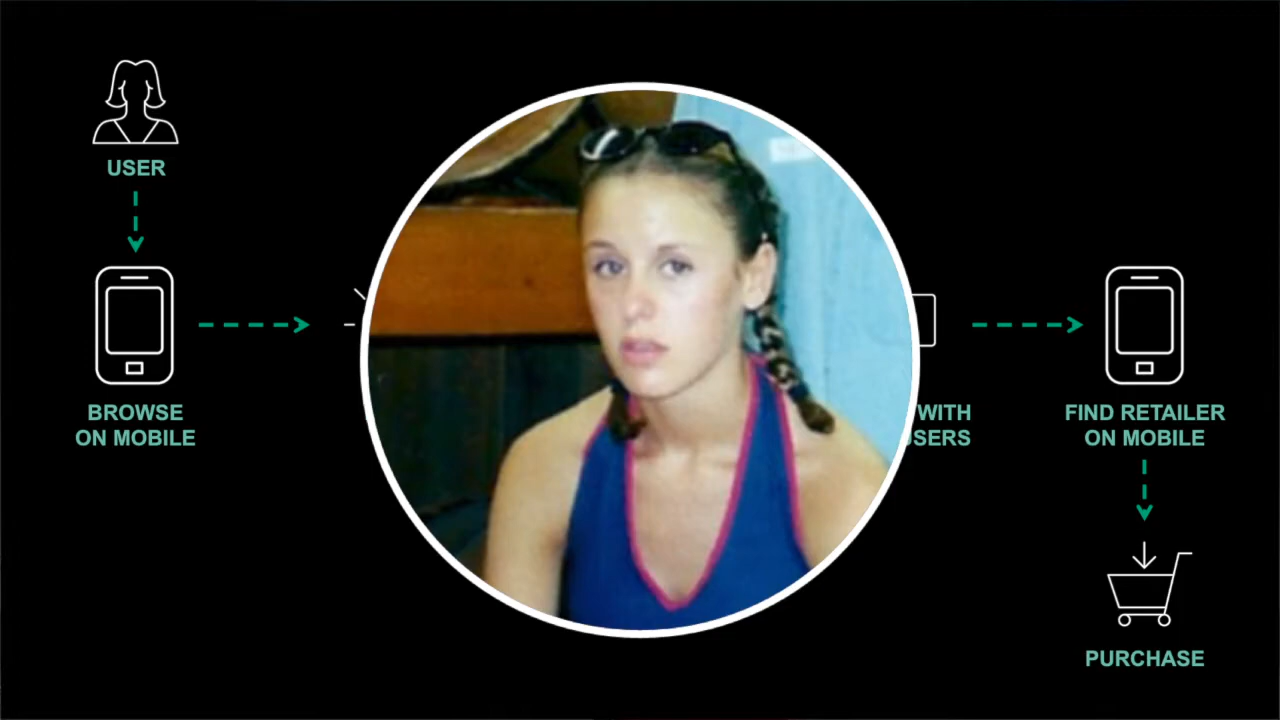 USER
BROWSE
ON MOBILE
WITH
FIND RETAILER
ON MOBILE
PURCHASE